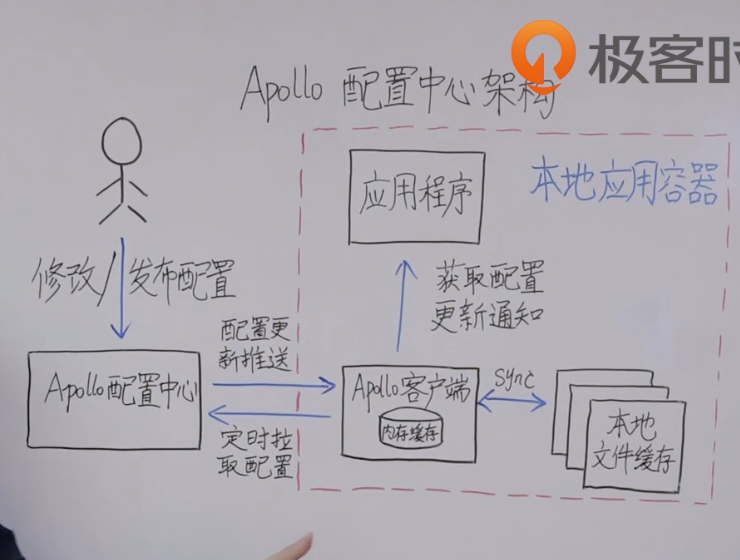 极客时
Apollo 配置中心架构
本地应用容器
应用程序
修改/发布配置
获取配置
更新通知
配置更
新推送
Apollo配置中心
Apollo客户端
内存缓存
sync
本地
文件缓存
定时拉
取配置